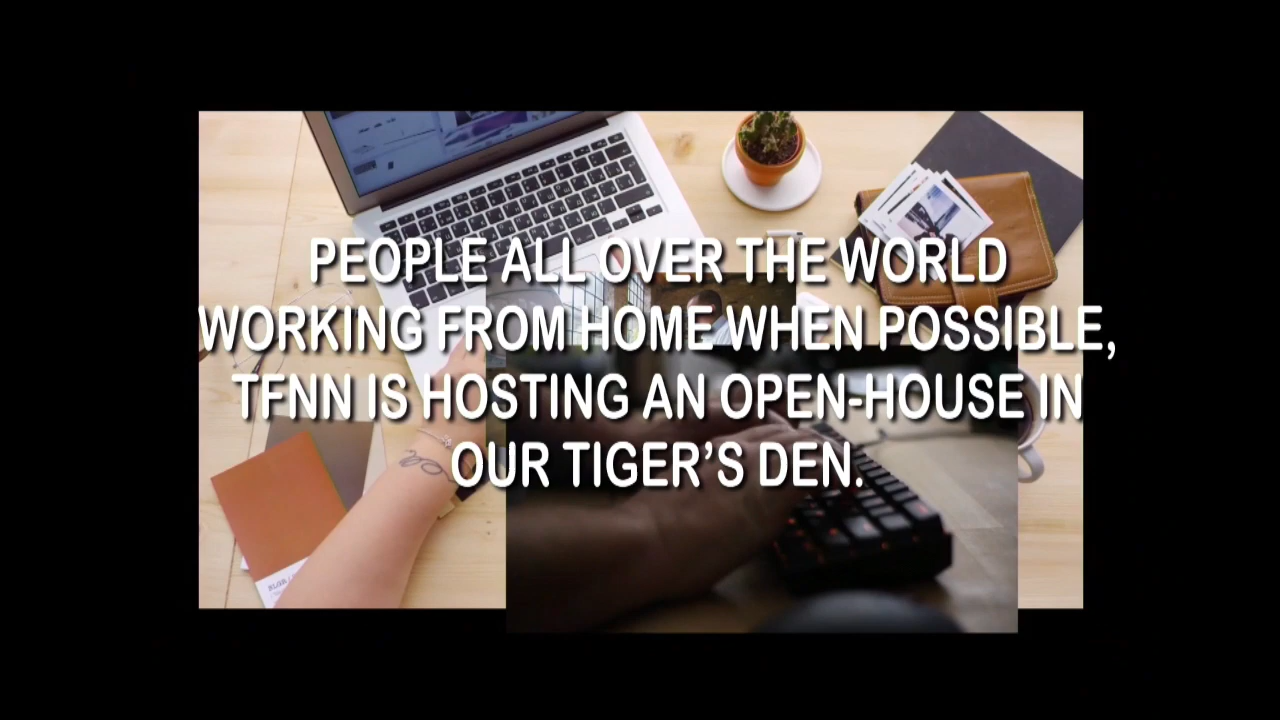 PEOPLE ALL OVER THE WORLD
WORKING FROM HOME WHEN POSSIBLE,
TFNN IS HOSTING AN OPEN-HOUSE IN
OUR TIGER’S DEN.